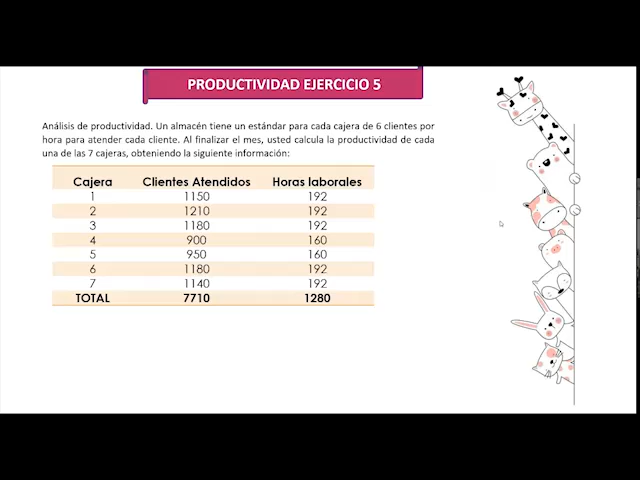 PRODUCTIVIDAD EJERCICIO 5
Análisis de productividad. Un almacén tiene un estándar para cada cajera de 6 clientes por
hora para atender cada cliente. Al finalizar el mes, usted calcula la productividad de cada
una de las 7 cajeras, obteniendo la siguiente información:
Cajera Clientes Atendidos Horas laborales
1 1150 192
2 1210 192
3 1180 192
4 900 160
5 950 160
6 1180 192
7 1140 192
TOTAL 7710 1280